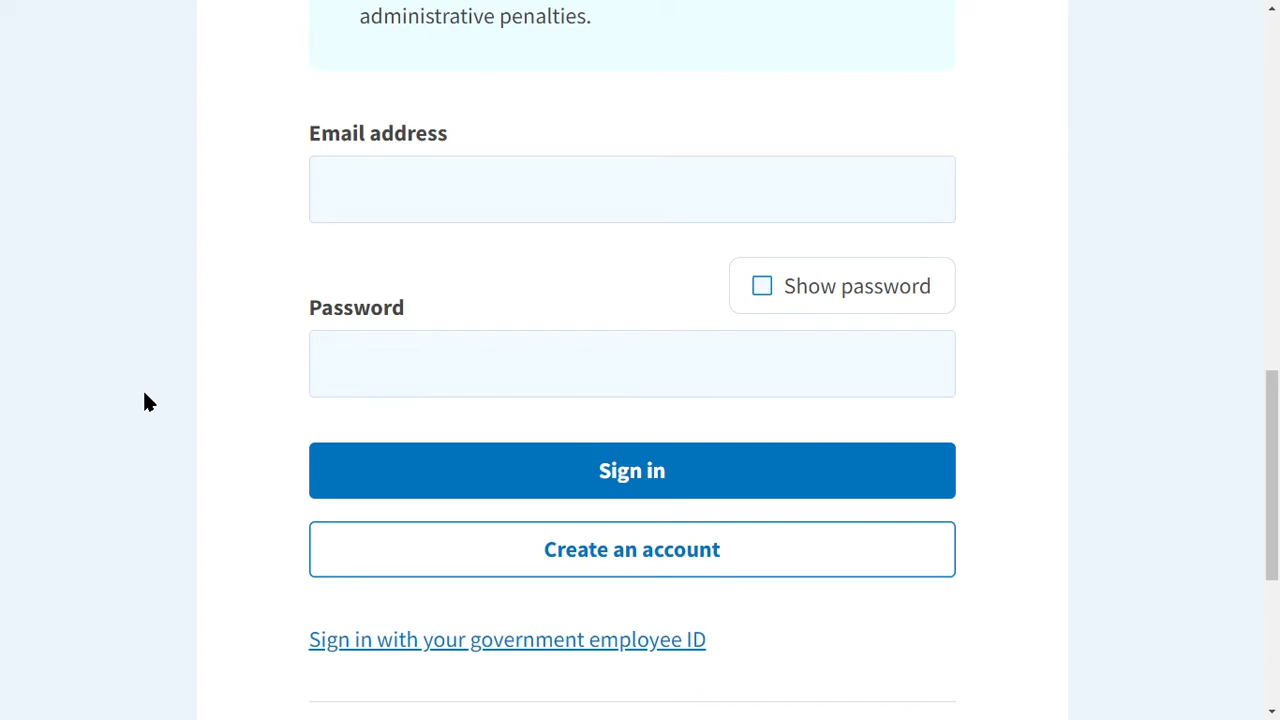 administrative penalties.
Email address
Show password
Password
Sign in
Create an account
Sign in with your government employee ID